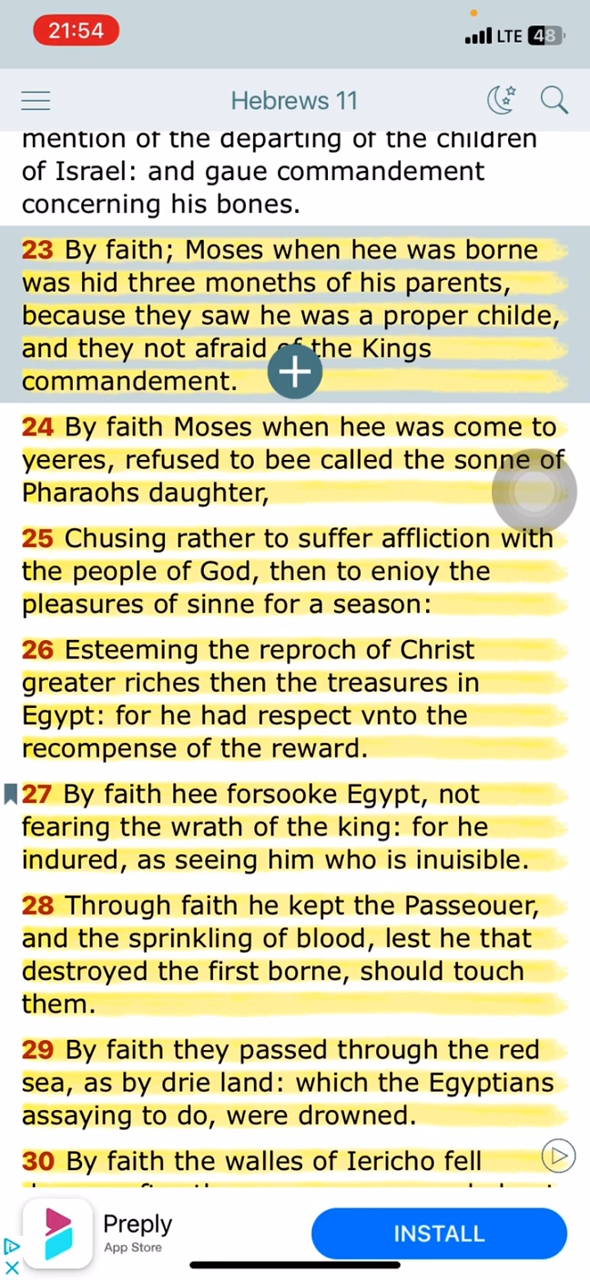 21:54
LTE 48
Hebrews 11
mention of the departing of the children
of Israel: and gaue commandement
concerning his bones.
23 By faith; Moses when hee was borne
was hid three moneths of his parents,
because they saw he was a proper childe,
and they not afraid of the Kings
commandement.
24 By faith Moses when hee was come to
yeeres, refused to bee called the sonne of
Pharaohs daughter,
25 Chusing rather to suffer affliction with
the people of God, then to enioy the
pleasures of sinne for a season:
26 Esteeming the reproch of Christ
greater riches then the treasures in
Egypt: for he had respect vnto the
recompense of the reward.
27 By faith hee forsooke Egypt, not
fearing the wrath of the king: for he
indured, as seeing him who is inuisible.
28 Through faith he kept the Passeouer,
and the sprinkling of blood, lest he that
destroyed the first borne, should touch
them.
29 By faith they passed through the red
sea, as by drie land: which the Egyptians
assaying to do, were drowned.
30 By faith the walles of Iericho fell
Preply
App Store
INSTALL